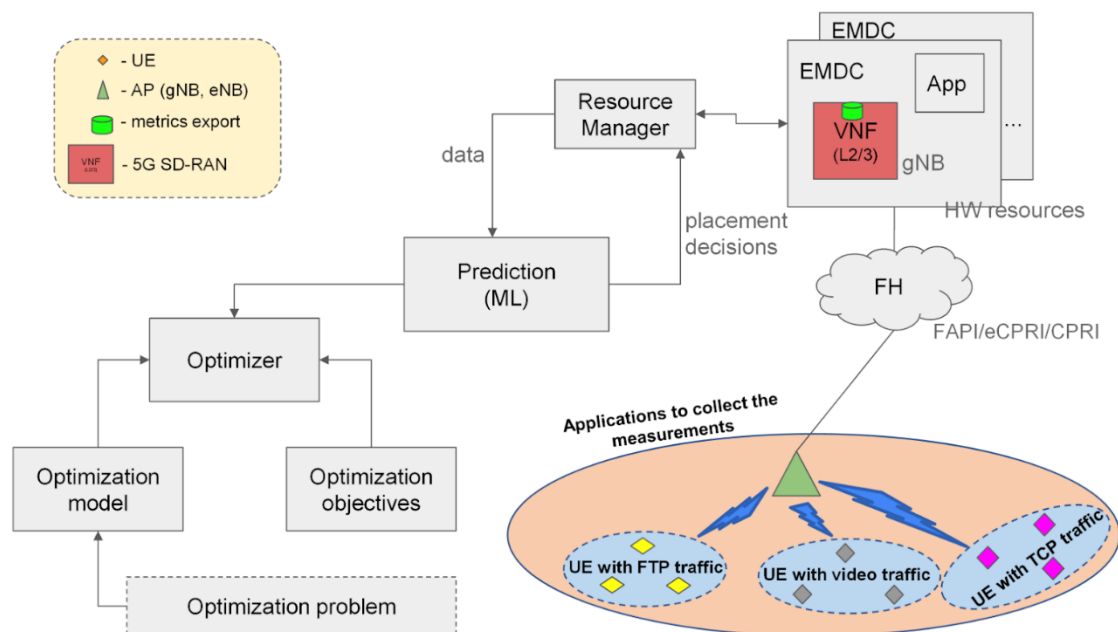 - UE
- AP (gNB, eNB)
- metrics export
VNF
(L2/3)
- 5G SD-RAN
EMDC
EMDC
App
...
VNF
(L2/3)
gNB
HW resources
Resource
Manager
data
placement
decisions
Prediction
(ML)
FH
FAPI/eCPRI/CPRI
Optimizer
Optimization
model
Optimization
objectives
Optimization problem
Applications to collect the
measurements
UE with FTP traffic
UE with video traffic
UE with TCP traffic